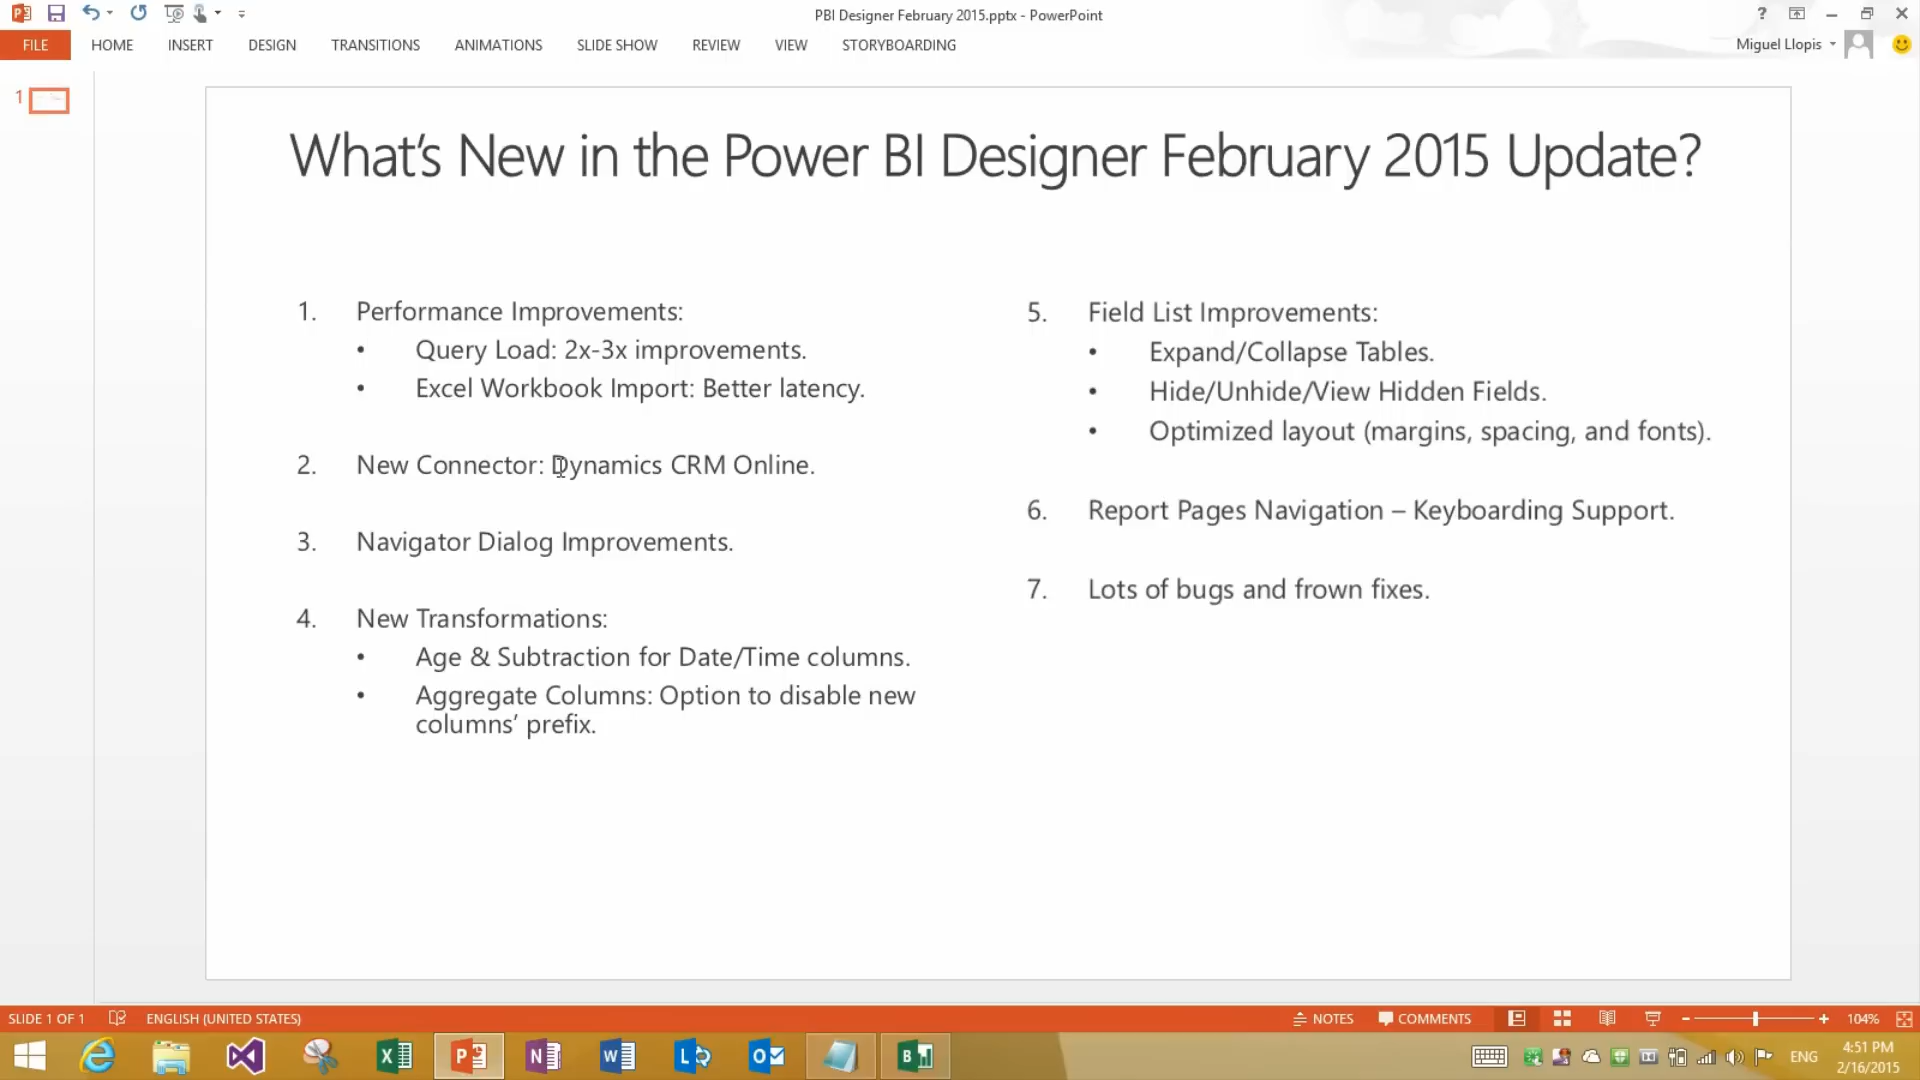 PBI Designer February 2015.pptx - PowerPoint
?
FILE
HOME
INSERT
DESIGN
TRANSITIONS
ANIMATIONS
SLIDE SHOW
REVIEW
VIEW
STORYBOARDING
Miguel Llopis
1
What's New in the Power BI Designer February 2015 Update?
1. Performance Improvements:
• Query Load: 2x-3x improvements.
• Excel Workbook Import: Better latency.
2. New Connector: Dynamics CRM Online.
3. Navigator Dialog Improvements.
4. New Transformations:
• Age & Subtraction for Date/Time columns.
• Aggregate Columns: Option to disable new
columns’ prefix.
5. Field List Improvements:
• Expand/Collapse Tables.
• Hide/Unhide/View Hidden Fields.
• Optimized layout (margins, spacing, and fonts).
6. Report Pages Navigation – Keyboarding Support.
7. Lots of bugs and frown fixes.
SLIDE 1 OF 1
ENGLISH (UNITED STATES)
NOTES
COMMENTS
104%
ENG
4:51 PM
2/16/2015